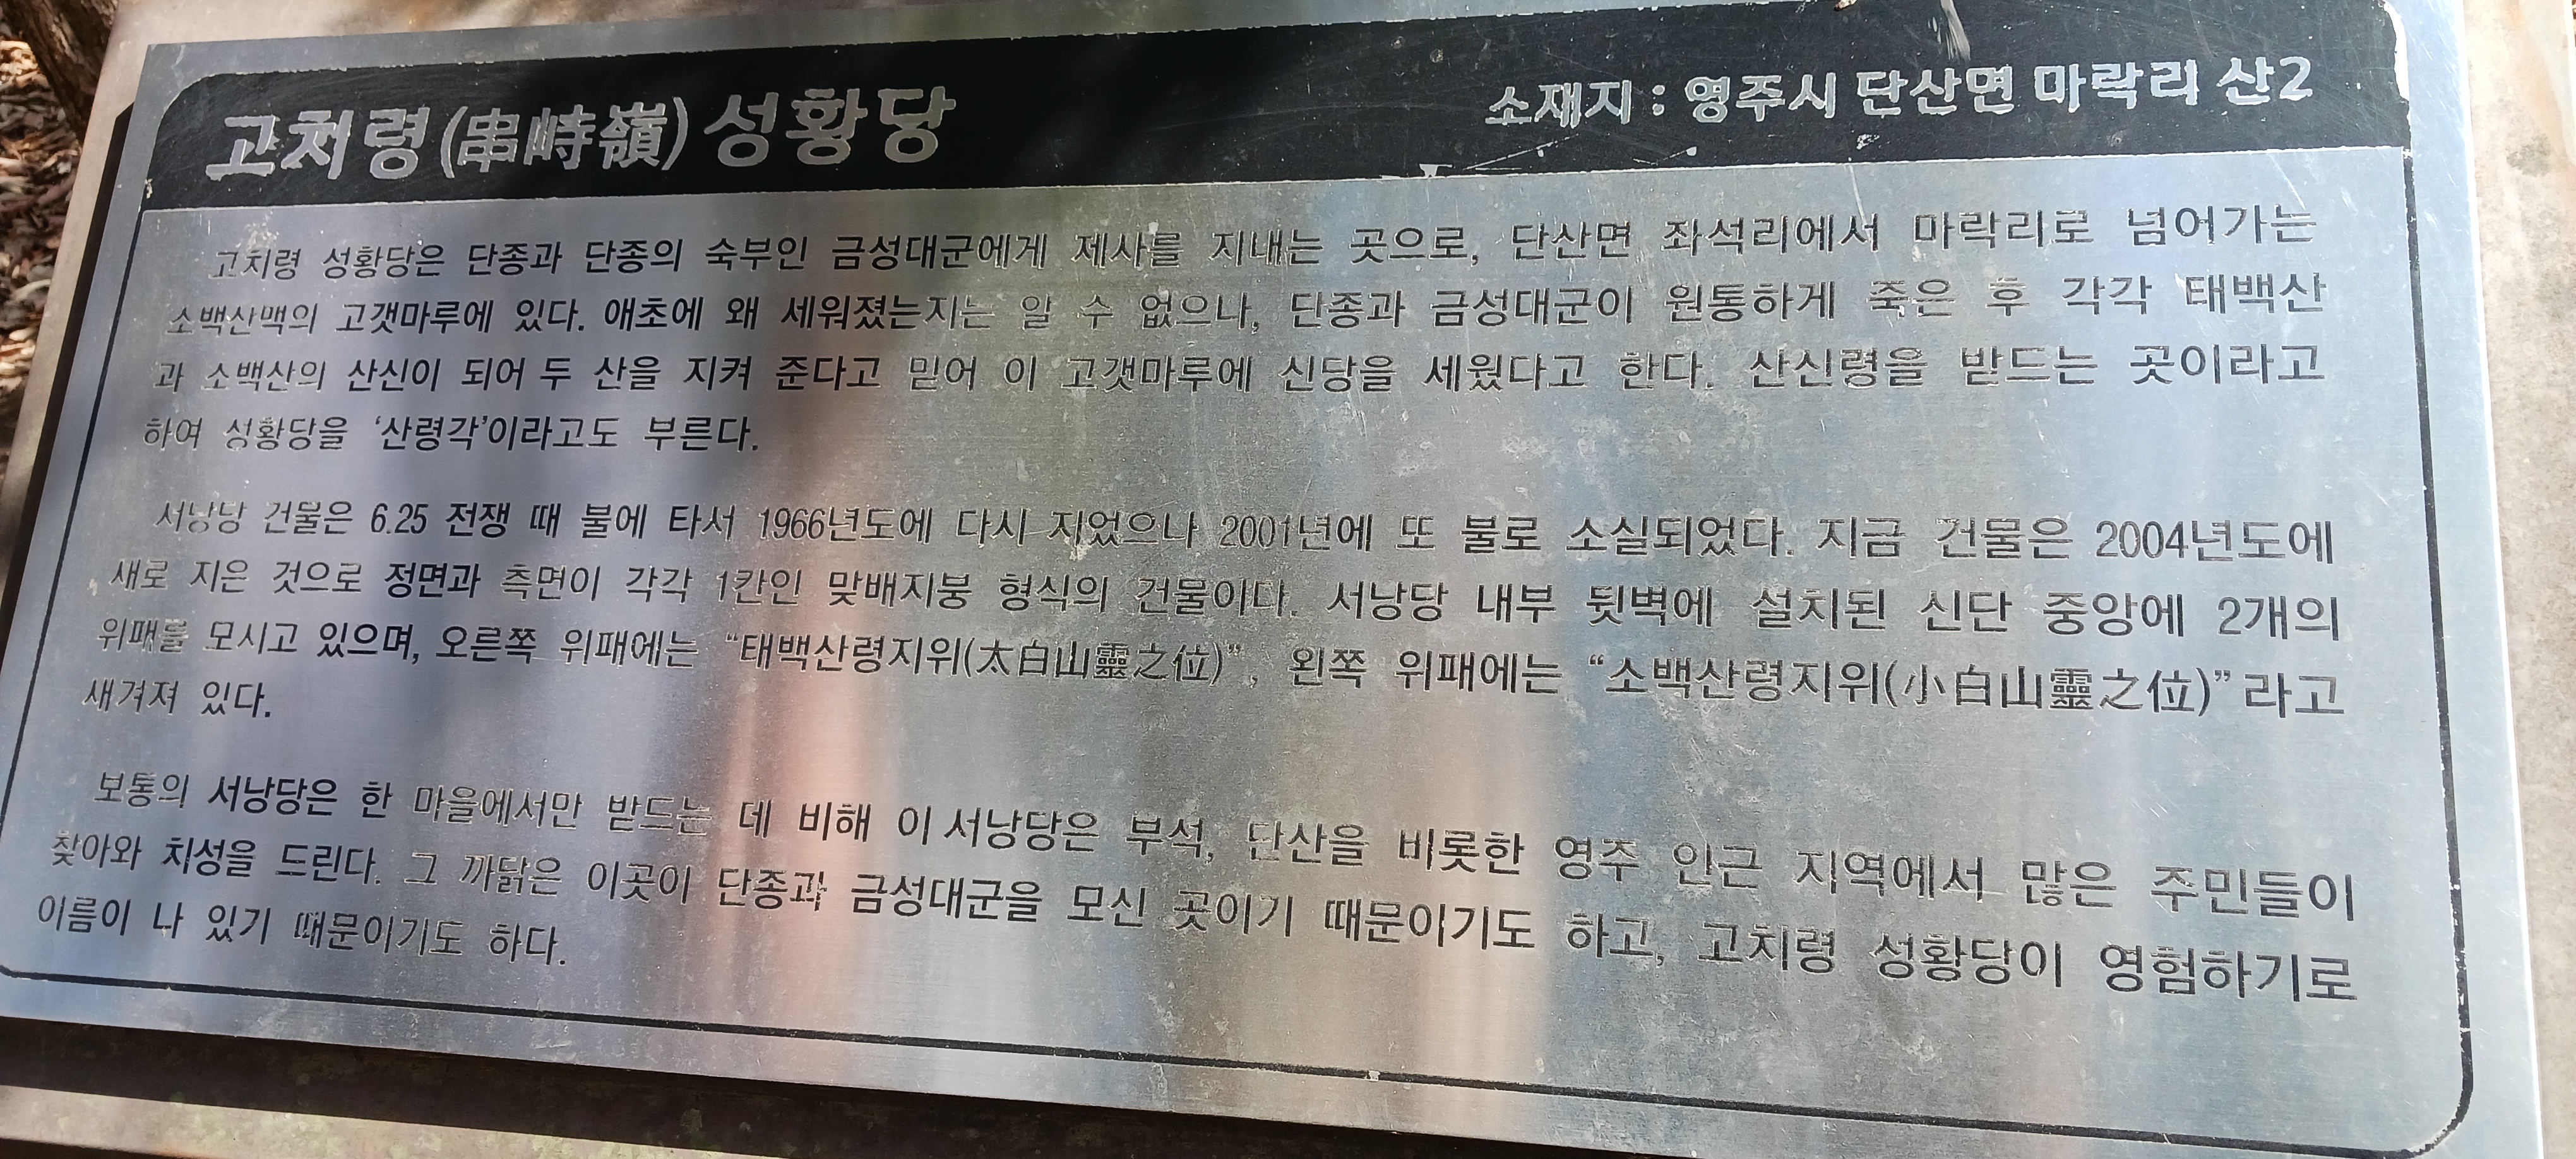 고치령(串峙嶺)성황당
소재지 : 영주시 단산면 마락리 산2
고치령 성황당은 단종과 단종의 숙부인 금성대군에게 제사를 지내는 곳으로, 단산면 좌석리에서 마락리로 넘어가는
소백산맥의 고갯마루에 있다. 애초에 왜 세워졌는지는 알 수 없으나, 단종과 금성대군이 원통하게 죽은 후 각각 태백산
과 소백산의 산신이 되어 두 산을 지켜 준다고 믿어 이 고갯마루에 신당을 세웠다고 한다. 산신령을 받드는 곳이라고
하여 성황당을 ‘산령각’이라고도 부른다.
서낭당 건물은 6.25 전쟁 때 불에 타서 1966년도에 다시 지었으나 2001년에 또 불로 소실되었다. 지금 건물은 2004년도에
새로 지은 것으로 정면과 측면이 각각 1칸인 맞배지붕 형식의 건물이다. 서낭당 내부 뒷벽에 설치된 신단 중앙에 2개의
위패를 모시고 있으며, 오른쪽 위패에는 “태백산령지위(太白山靈之位)”, 왼쪽 위패에는 “소백산령지위(小白山靈之位)”라고
새겨져 있다.
보통의 서낭당은 한 마을에서만 받드는 데 비해 이 서낭당은 부석, 단산을 비롯한 영주 인근 지역에서 많은 주민들이
찾아와 치성을 드린다. 그 까닭은 이곳이 단종과 금성대군을 모신 곳이기 때문이기도 하고, 고치령 성황당이 영험하기로
이름이 나 있기 때문이기도 하다.